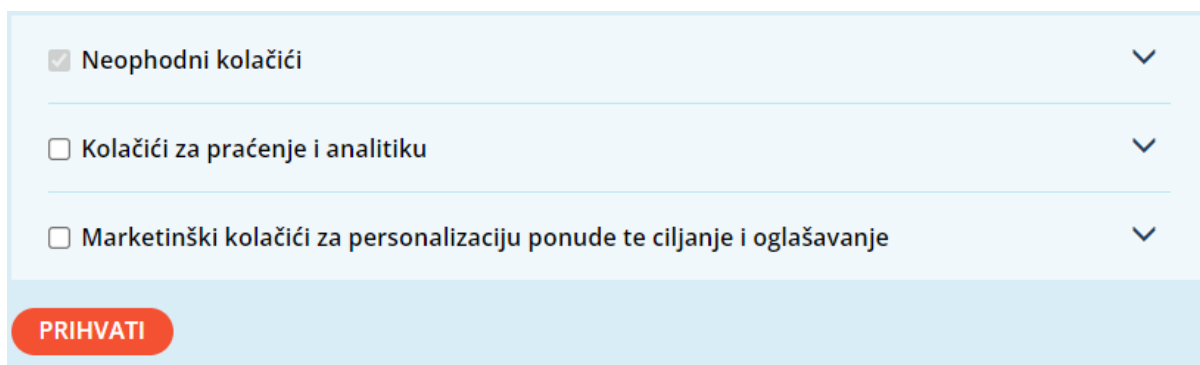 Neophodni kolačići
Kolačići za praćenje i analitiku
Marketinški kolačići za personalizaciju ponude te ciljanje i oglašavanje
PRIHVATI